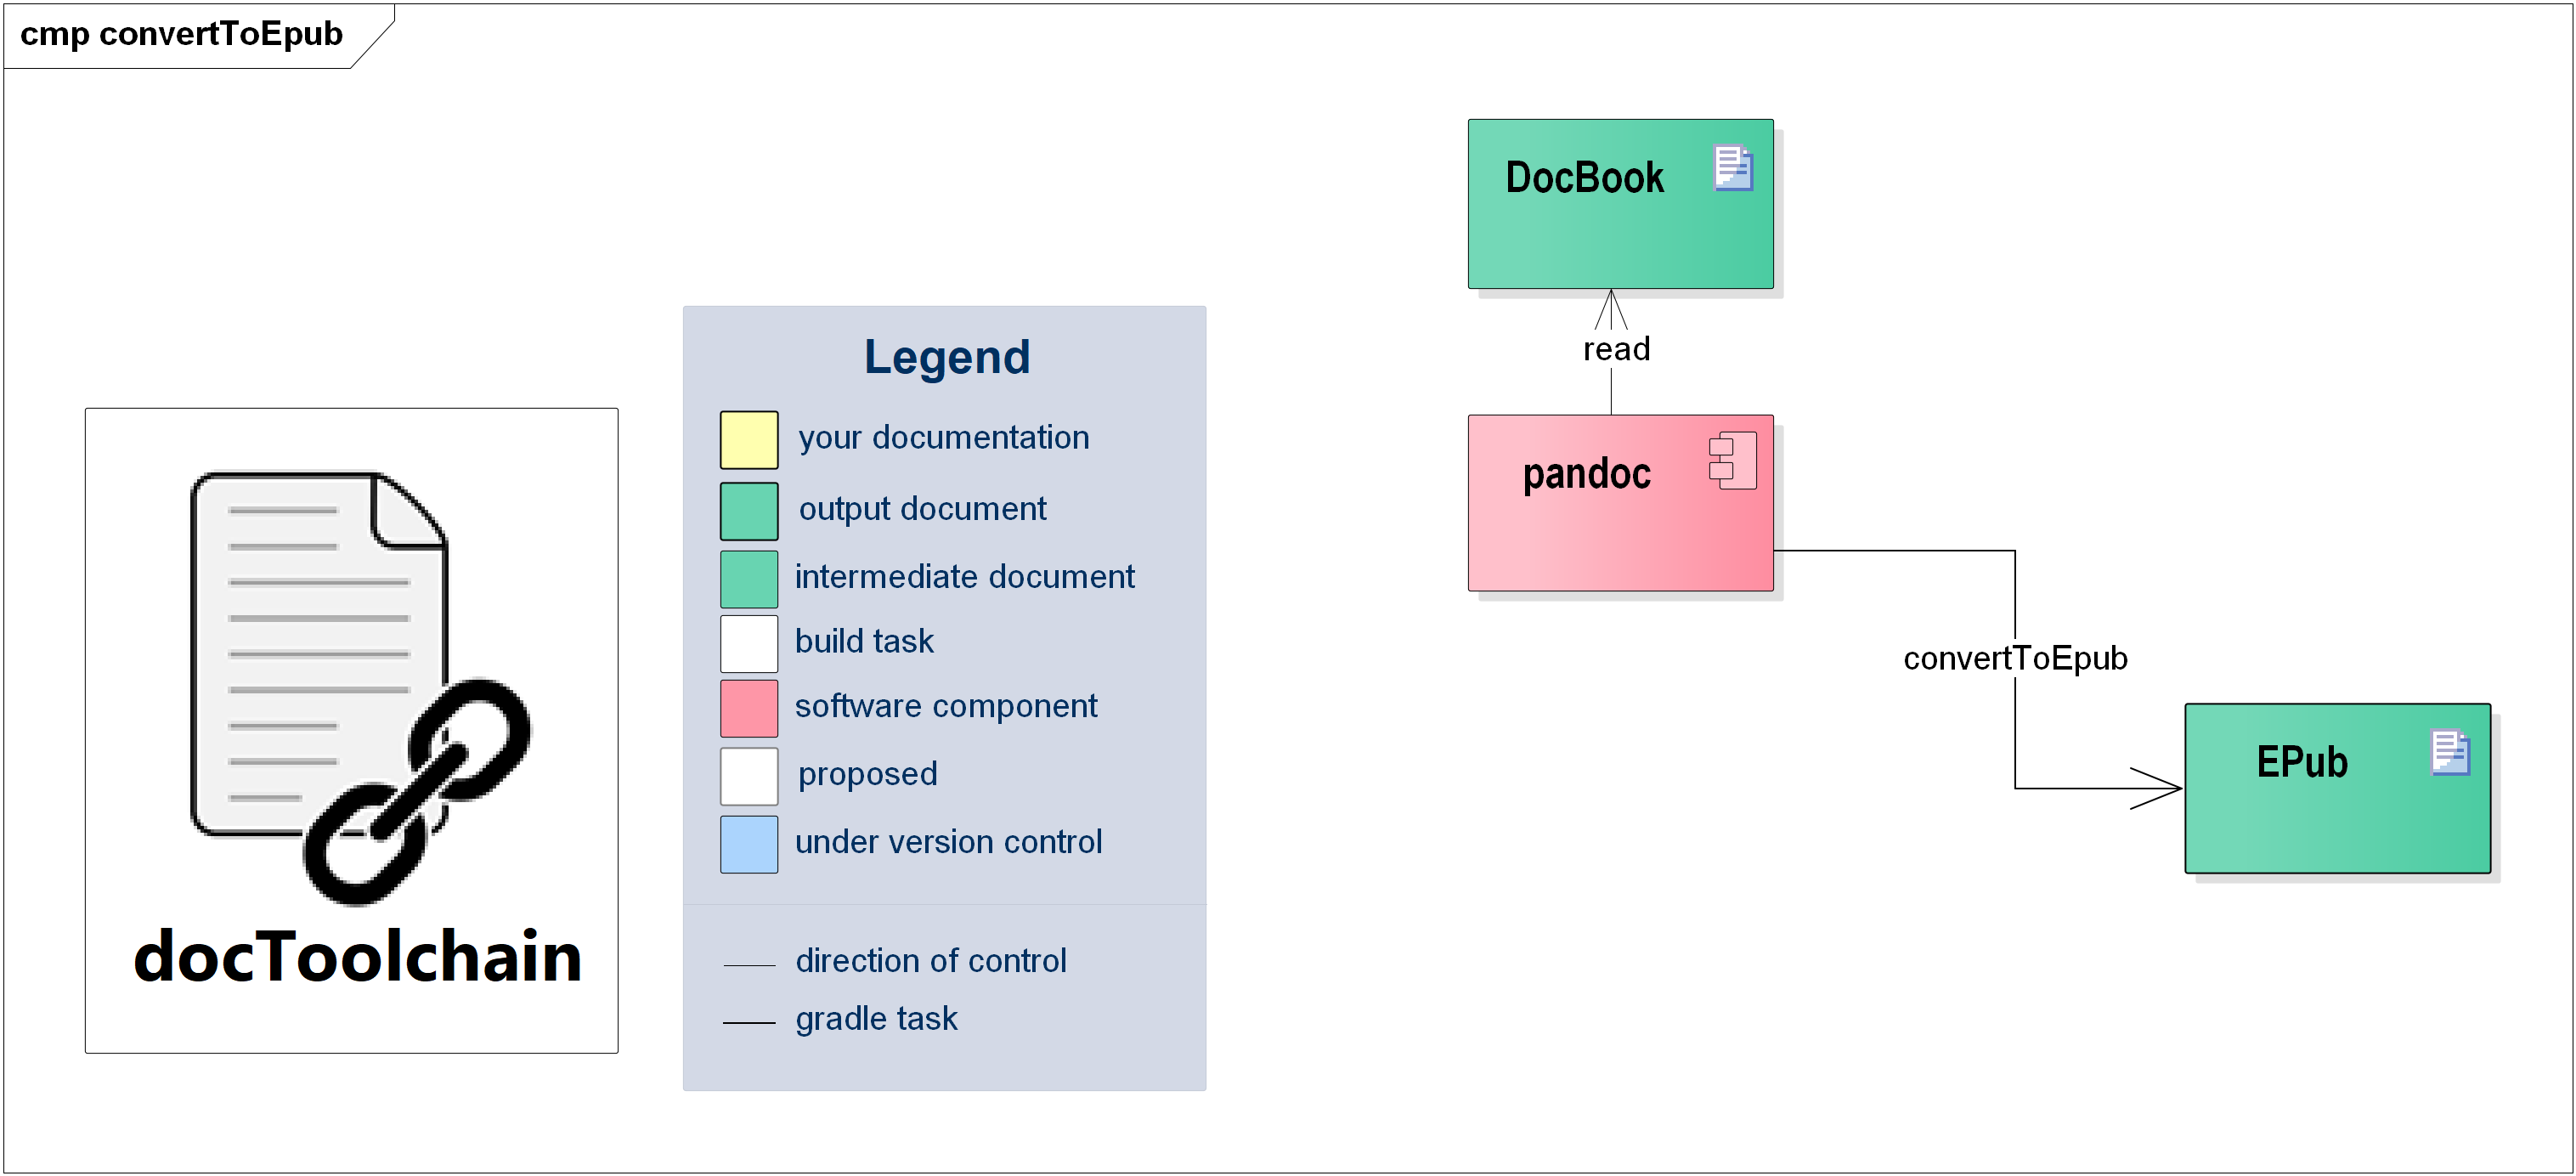 cmp convertToEpub
docToolchain
Legend
your documentation
output document
intermediate document
build task
software component
proposed
under version control
direction of control
gradle task
DocBook
read
pandoc
convertToEpub
EPub